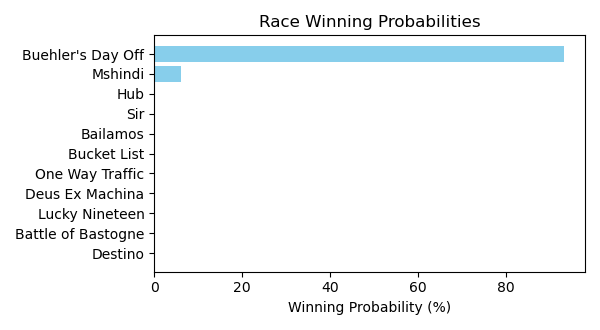 Race Winning Probabilities
Buehler's Day Off
Mshindi
Hub
Sir
Bailamos
Bucket List
One Way Traffic
Deus Ex Machina
Lucky Nineteen
Battle of Bastogne
Destino
0 20 40 60 80
Winning Probability (%)